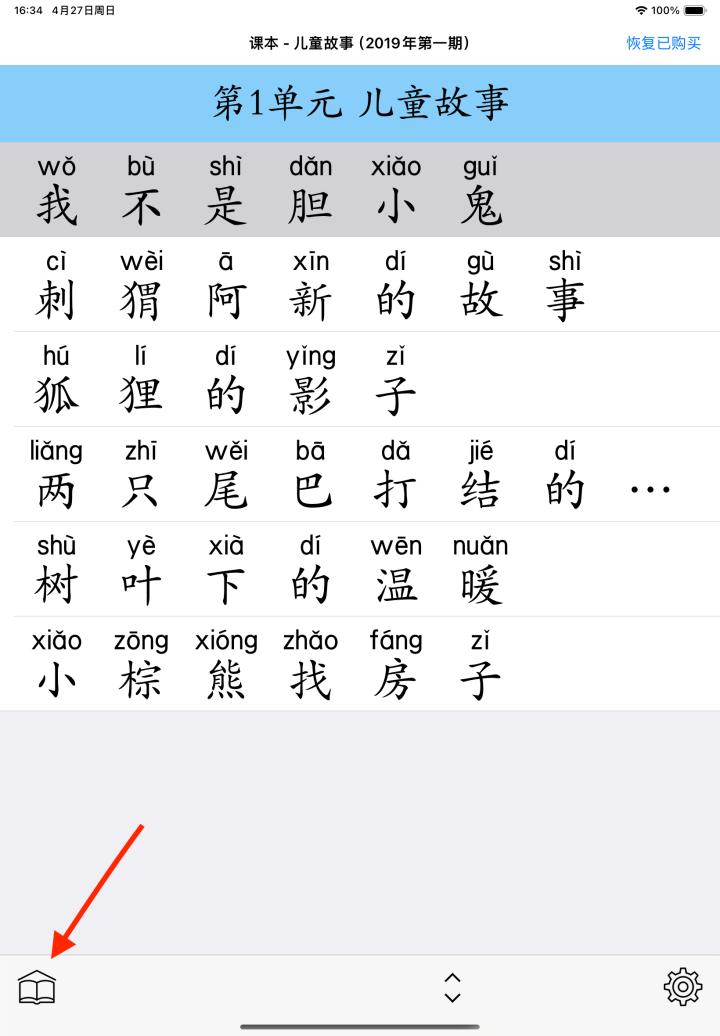 16:34 4月27日周日
100%
课本 - 儿童故事 (2019年第一期)
恢复已购买
第1单元 儿童故事
wǒ bù shì dǎn xiǎo guǐ
我 不 是 胆 小 鬼
cì wèi ā xīn dí gù shì
刺 猬 阿 新 的 故 事
hú lí dí yǐng zǐ
狐 狸 的 影 子
liǎng zhī wěi bā dǎ jié dí
两 只 尾 巴 打 结 的 …
shù yè xià dí wēn nuǎn
树 叶 下 的 温 暖
xiǎo zōng xióng zhǎo fáng zǐ
小 棕 熊 找 房 子